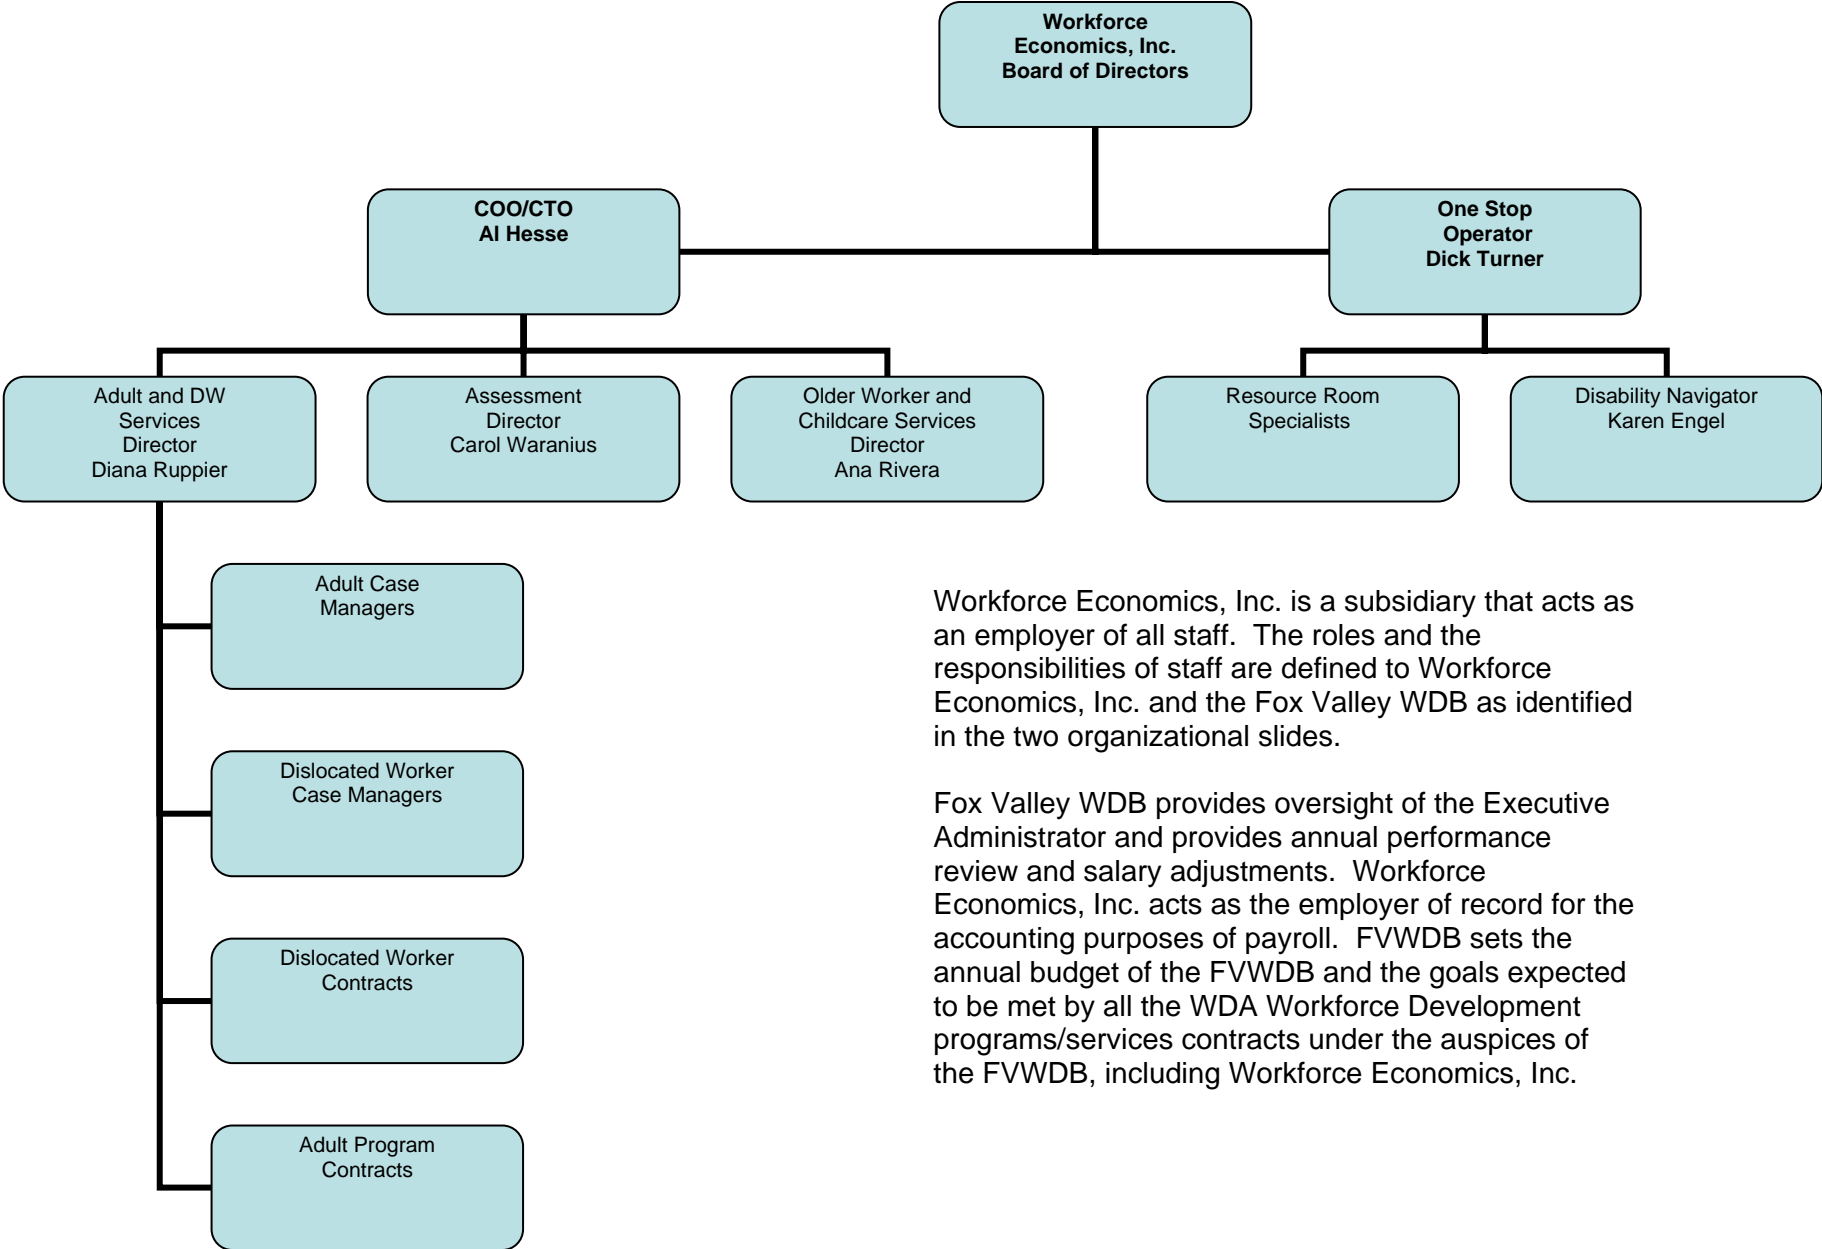 Workforce
Economics, Inc.
Board of Directors
COO/CTO
Al Hesse
One Stop
Operator
Dick Turner
Adult and DW
Services
Director
Diana Ruppier
Assessment
Director
Carol Waranius
Older Worker and
Childcare Services
Director
Ana Rivera
Resource Room
Specialists
Disability Navigator
Karen Engel
Adult Case
Managers
Dislocated Worker
Case Managers
Dislocated Worker
Contracts
Adult Program
Contracts
Workforce Economics, Inc. is a subsidiary that acts as
an employer of all staff.  The roles and the
responsibilities of staff are defined to Workforce
Economics, Inc. and the Fox Valley WDB as identified
in the two organizational slides.
Fox Valley WDB provides oversight of the Executive
Administrator and provides annual performance
review and salary adjustments.  Workforce
Economics, Inc. acts as the employer of record for the
accounting purposes of payroll.  FVWDB sets the
annual budget of the FVWDB and the goals expected
to be met by all the WDA Workforce Development
programs/services contracts under the auspices of
the FVWDB, including Workforce Economics, Inc.